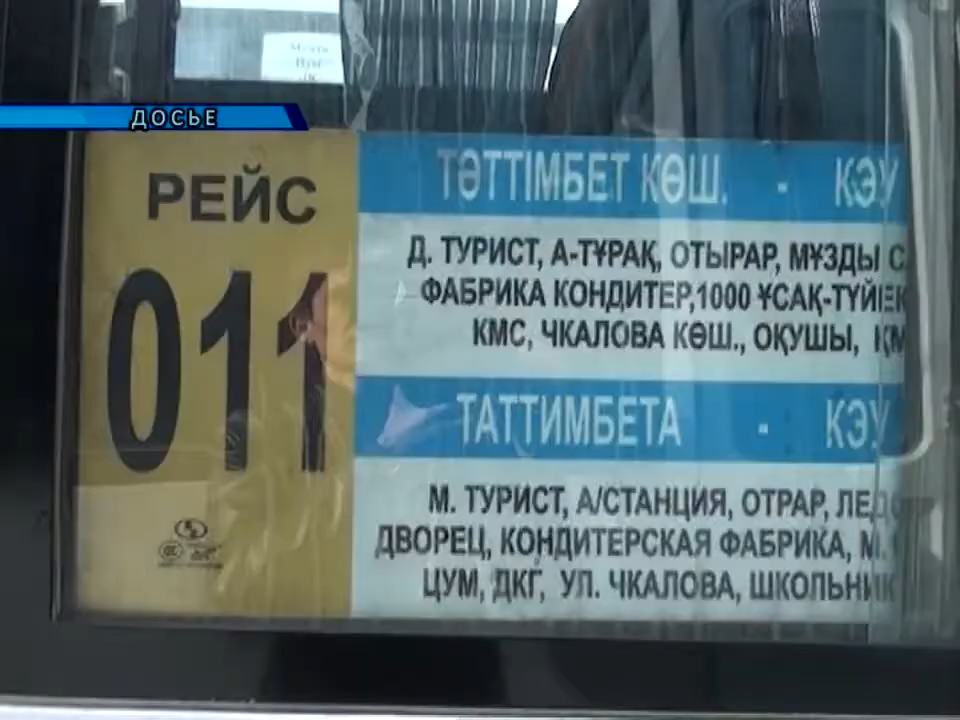 ДОСЬЕ
РЕЙС
011
ТӘТТІМБЕТ КӨШ. - КЭУ
Д. ТУРИСТ, А-ТҰРАҚ, ОТЫРАР, МҰЗДЫ С
ФАБРИКА КОНДИТЕР,1000 ҰСАҚ-ТҮЙЕК
КМС, ЧКАЛОВА КӨШ., ОҚУШЫ,
ТАТТИМБЕТА - КЭУ
М. ТУРИСТ, А/СТАНЦИЯ, ОТРАР, ЛЕД
ДВОРЕЦ, КОНДИТЕРСКАЯ ФАБРИКА, М.
ЦУМ, ДКГ, УЛ. ЧКАЛОВА, ШКОЛЬНИК